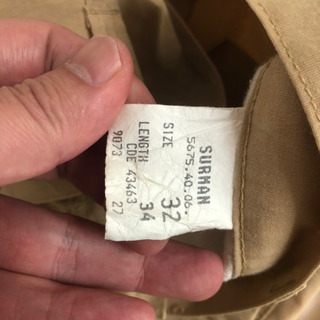 SURMAN
5675.40.06.
SIZE 32
LENGTH 34
CDE 43463
9073 27